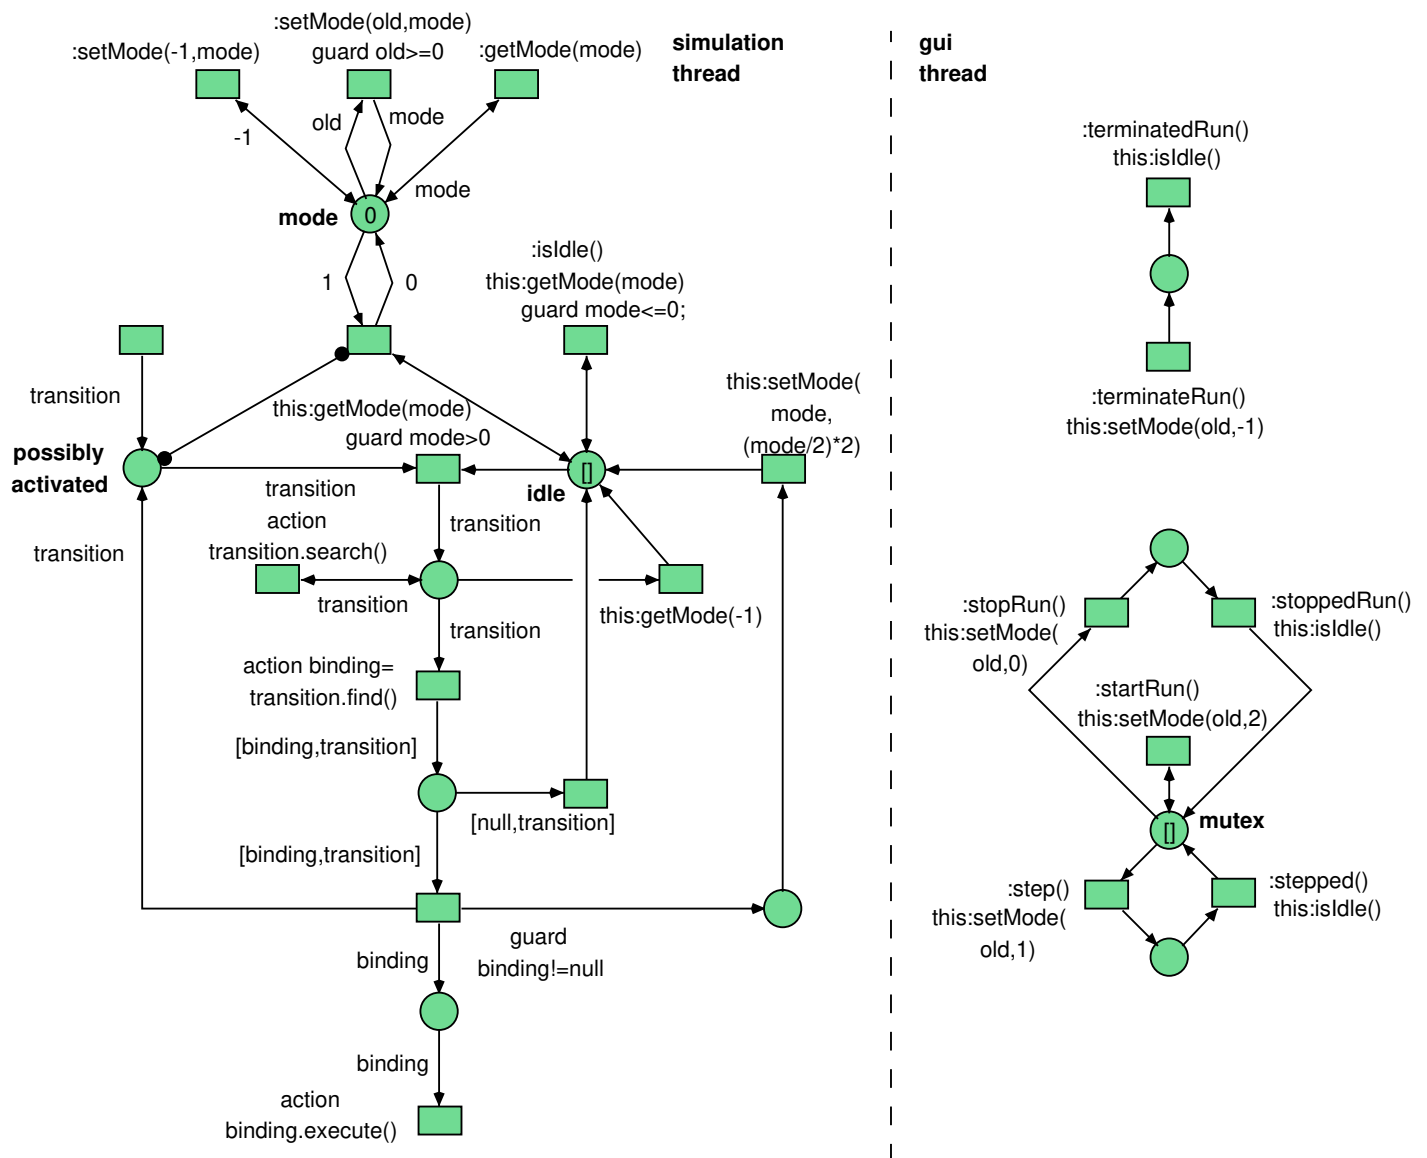 :setMode(old,mode)
:setMode(-1,mode)
guard old>=0
:getMode(mode)
simulation
thread
gui
thread
old
mode
-1
mode
mode
0
:terminatedRun()
this:isIdle()
1
0
:isIdle()
this:getMode(mode)
guard mode<=0;
transition
this:getMode(mode)
guard mode>0
this:setMode(
mode,
(mode/2)*2)
:terminateRun()
this:setMode(old,-1)
possibly
activated
[]
idle
transition
transition
action
transition.search()
transition
transition
transition
this:getMode(-1)
:stopRun()
this:setMode(
old,0)
:stoppedRun()
this:isIdle()
action binding=
transition.find()
:startRun()
this:setMode(old,2)
[binding,transition]
[null,transition]
[]
mutex
[binding,transition]
:step()
this:setMode(
old,1)
:stepped()
this:isIdle()
guard
binding!=null
binding
binding
action
binding.execute()